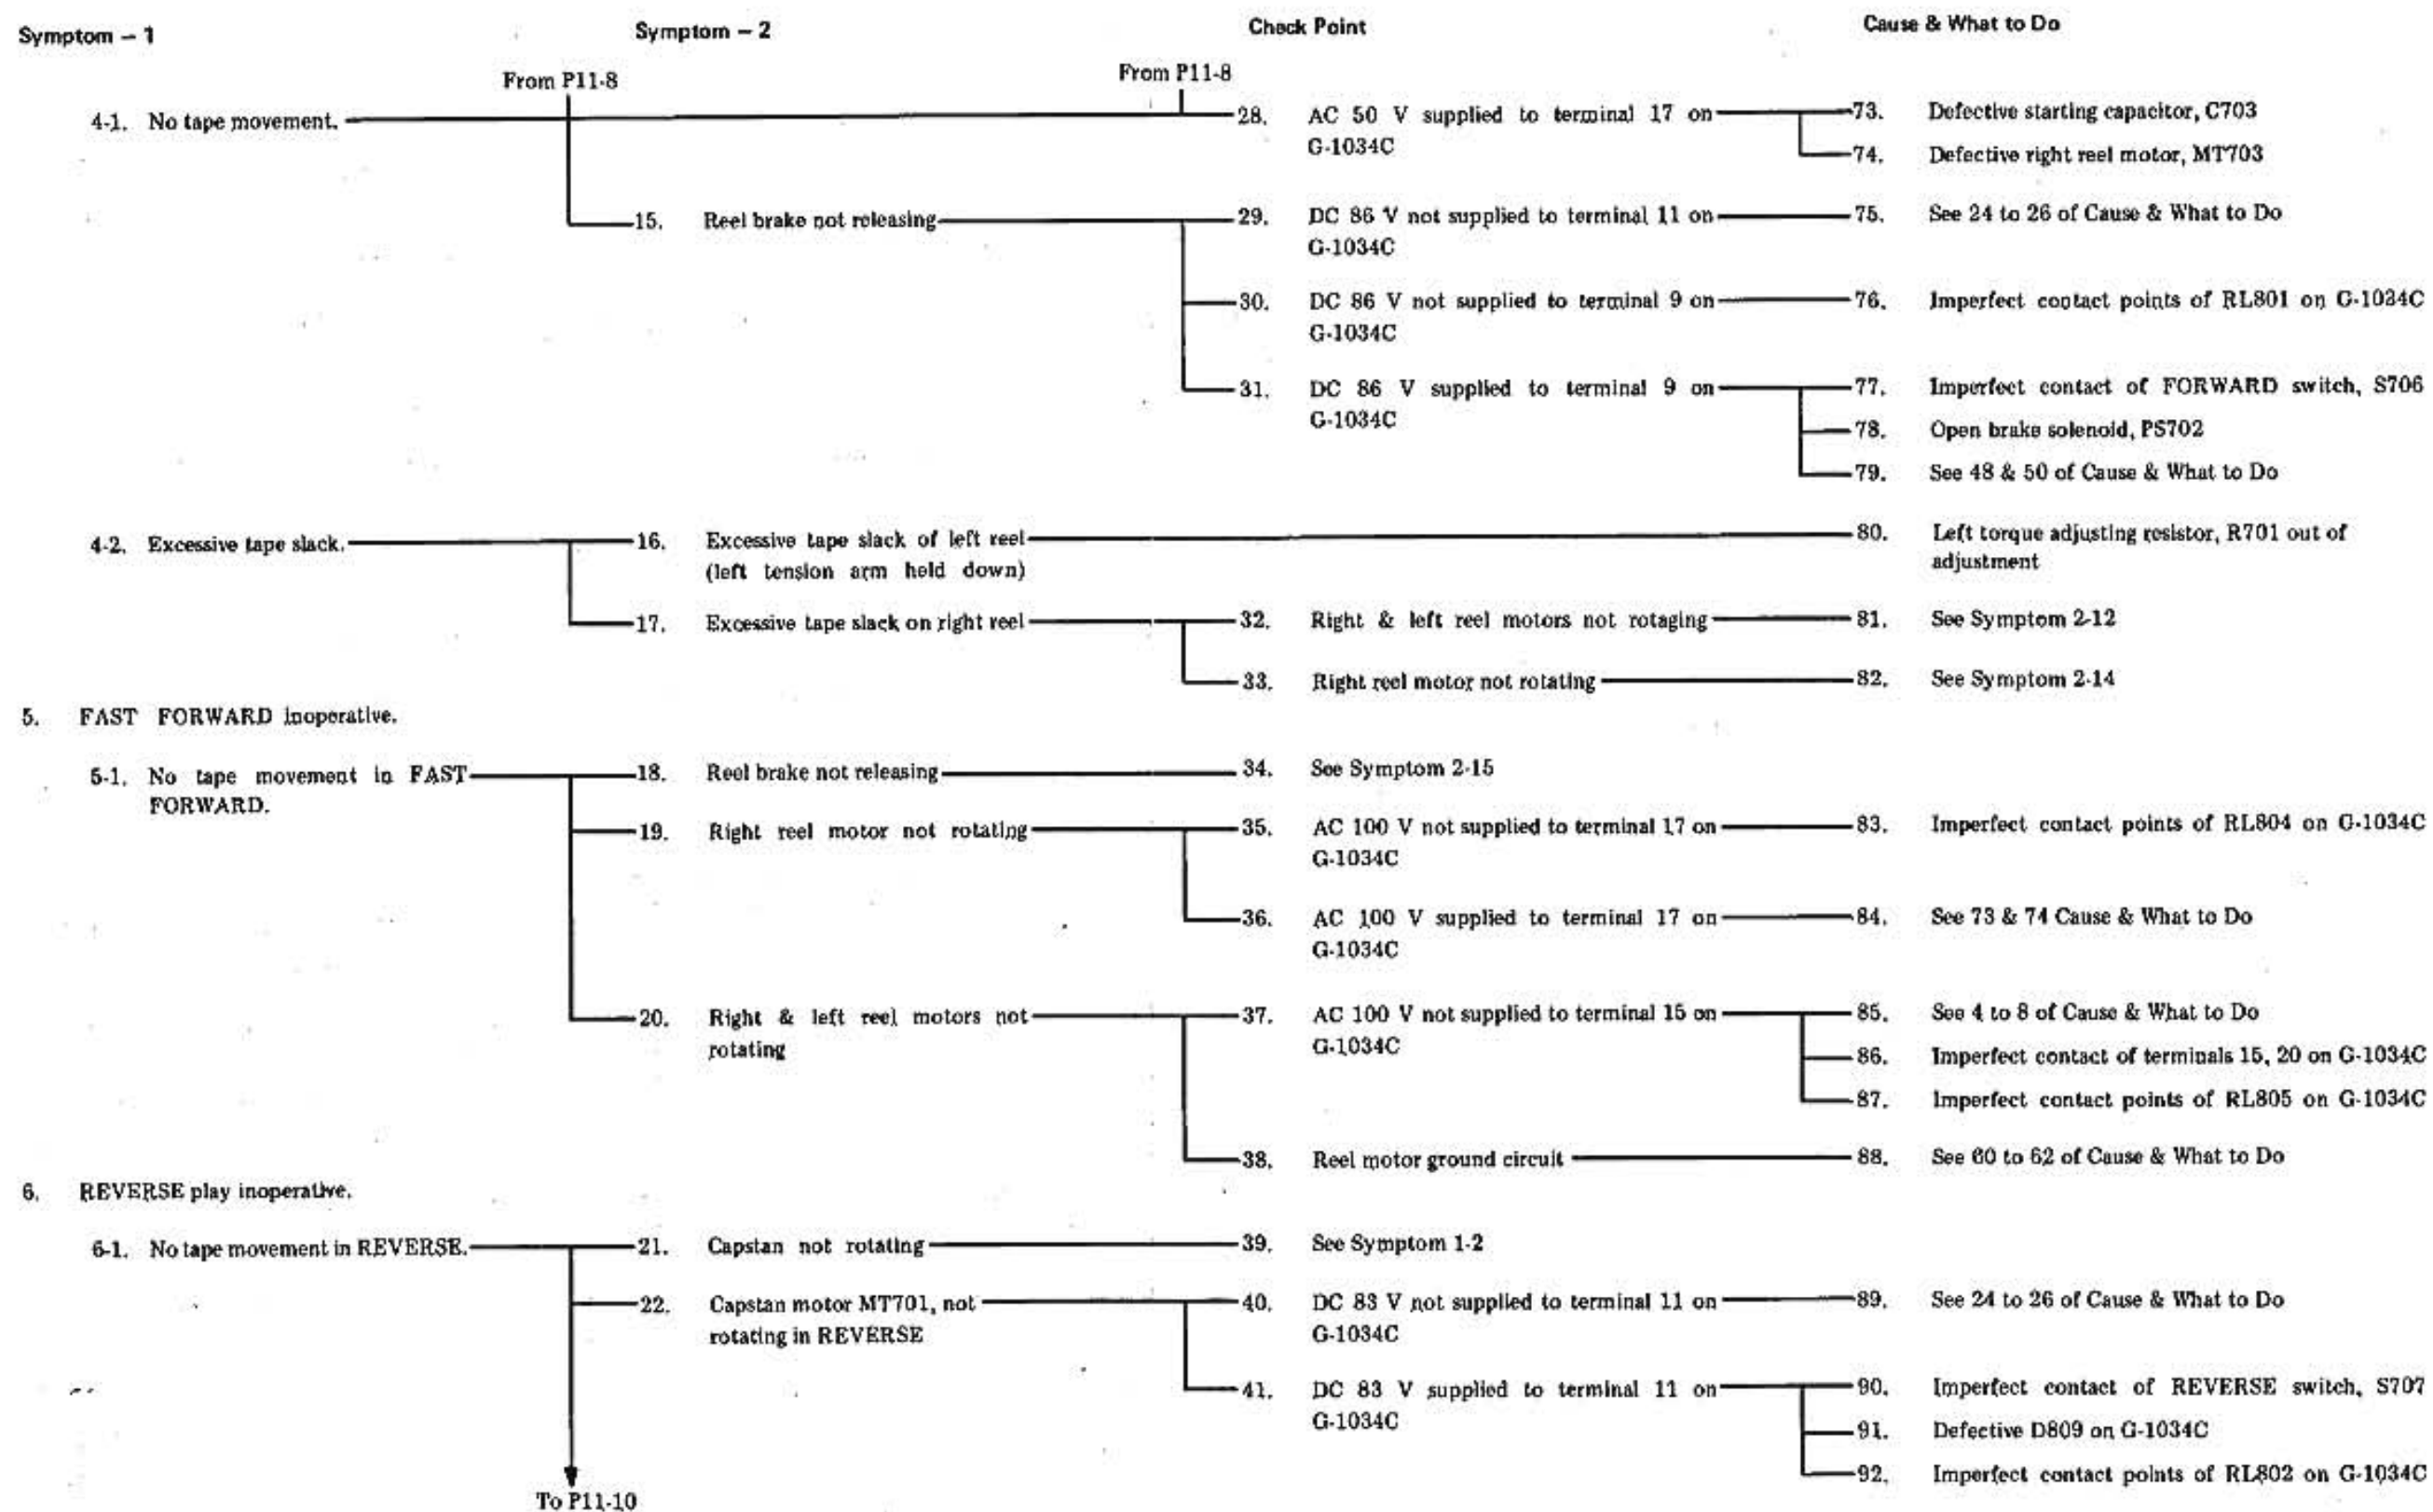 Symptom – 1
Symptom – 2
Check Point
Cause & What to Do
From P11-8
From P11-8
4-1. No tape movement.
28. AC 50 V supplied to terminal 17 on
G-1034C
73. Defective starting capacitor, C703
74. Defective right reel motor, MT703
15. Reel brake not releasing
29. DC 86 V not supplied to terminal 11 on
G-1034C
75. See 24 to 26 of Cause & What to Do
30. DC 86 V not supplied to terminal 9 on
G-1034C
76. Imperfect contact points of RL801 on G-1034C
31. DC 86 V supplied to terminal 9 on
G-1034C
77. Imperfect contact of FORWARD switch, S706
78. Open brake solenoid, PS702
79. See 48 & 50 of Cause & What to Do
4-2. Excessive tape slack.
16. Excessive tape slack of left reel
(left tension arm held down)
80. Left torque adjusting resistor, R701 out of
adjustment
17. Excessive tape slack on right reel
32. Right & left reel motors not rotaging
81. See Symptom 2-12
33. Right reel motor not rotating
82. See Symptom 2-14
5. FAST FORWARD inoperative.
5-1. No tape movement in FAST
FORWARD.
18. Reel brake not releasing
34. See Symptom 2-15
19. Right reel motor not rotating
35. AC 100 V not supplied to terminal 17 on
G-1034C
83. Imperfect contact points of RL804 on G-1034C
36. AC 100 V supplied to terminal 17 on
G-1034C
84. See 73 & 74 Cause & What to Do
20. Right & left reel motors not
rotating
37. AC 100 V not supplied to terminal 15 on
G-1034C
85. See 4 to 8 of Cause & What to Do
86. Imperfect contact of terminals 15, 20 on G-1034C
87. Imperfect contact points of RL805 on G-1034C
38. Reel motor ground circuit
88. See 60 to 62 of Cause & What to Do
6. REVERSE play inoperative.
6-1. No tape movement in REVERSE.
21. Capstan not rotating
39. See Symptom 1-2
22. Capstan motor MT701, not
rotating in REVERSE
40. DC 83 V not supplied to terminal 11 on
G-1034C
89. See 24 to 26 of Cause & What to Do
41. DC 83 V supplied to terminal 11 on
G-1034C
90. Imperfect contact of REVERSE switch, S707
91. Defective D809 on G-1034C
92. Imperfect contact points of RL802 on G-1034C
To P11-10